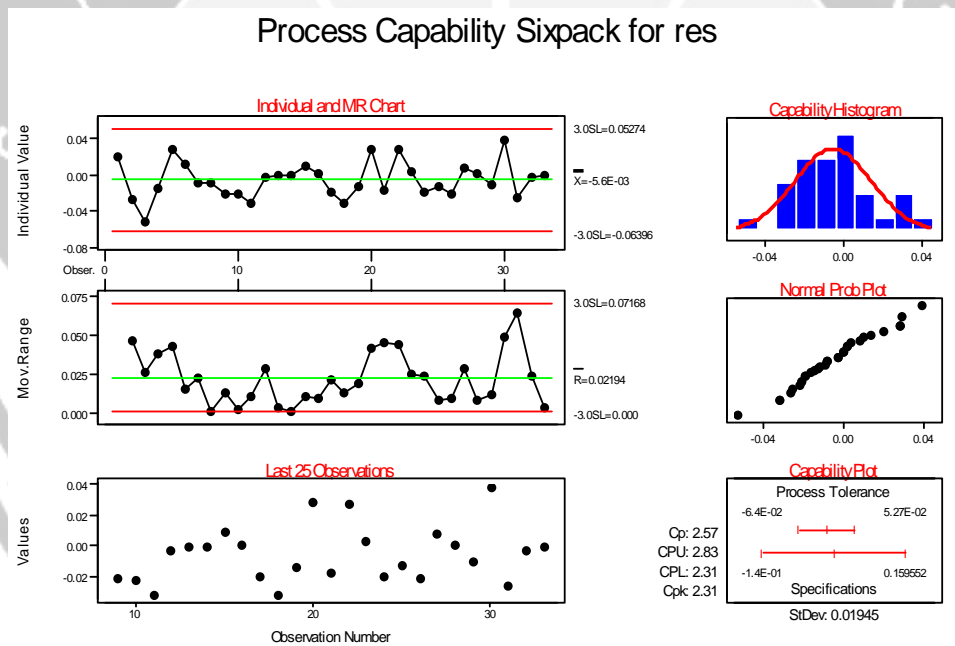 Process Capability Sixpack for res
Individual and MR Chart
Individual Value
0.04
0.00
-0.04
-0.08
Obser. 0 10 20 30
3.0SL=0.05274
X=-5.6E-03
-3.0SL=-0.06396
Mov.Range
0.075
0.050
0.025
0.000
3.0SL=0.07168
R=0.02194
-3.0SL=0.000
Last 25 Observations
Values
0.04
0.02
0.00
-0.02
10 20 30
Observation Number
Capability Histogram
-0.04 0.00 0.04
Normal Prob Plot
-0.04 0.00 0.04
Capability Plot
Process Tolerance
-6.4E-02 5.27E-02
Cp: 2.57
CPU: 2.83
CPL: 2.31
Cpk: 2.31
-1.4E-01 0.159552
Specifications
StDev: 0.01945